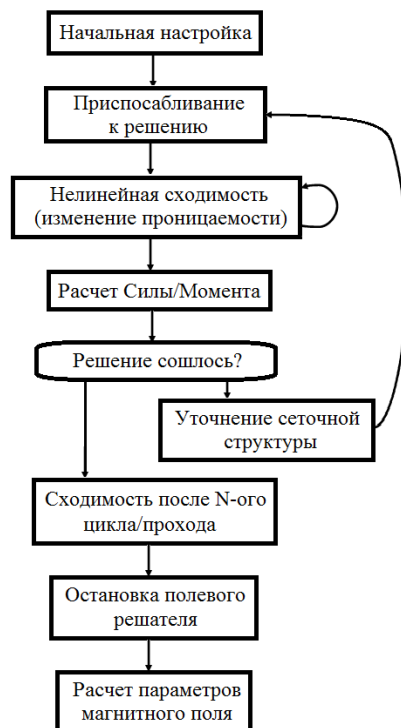 Начальная настройка
Приспосабливание
к решению
Нелинейная сходимость
(изменение проницаемости)
Расчет Силы/Момента
Решение сошлось?
Уточнение сеточной
структуры
Сходимость после N-ого
цикла/прохода
Остановка полевого
решателя
Расчет параметров
магнитного поля